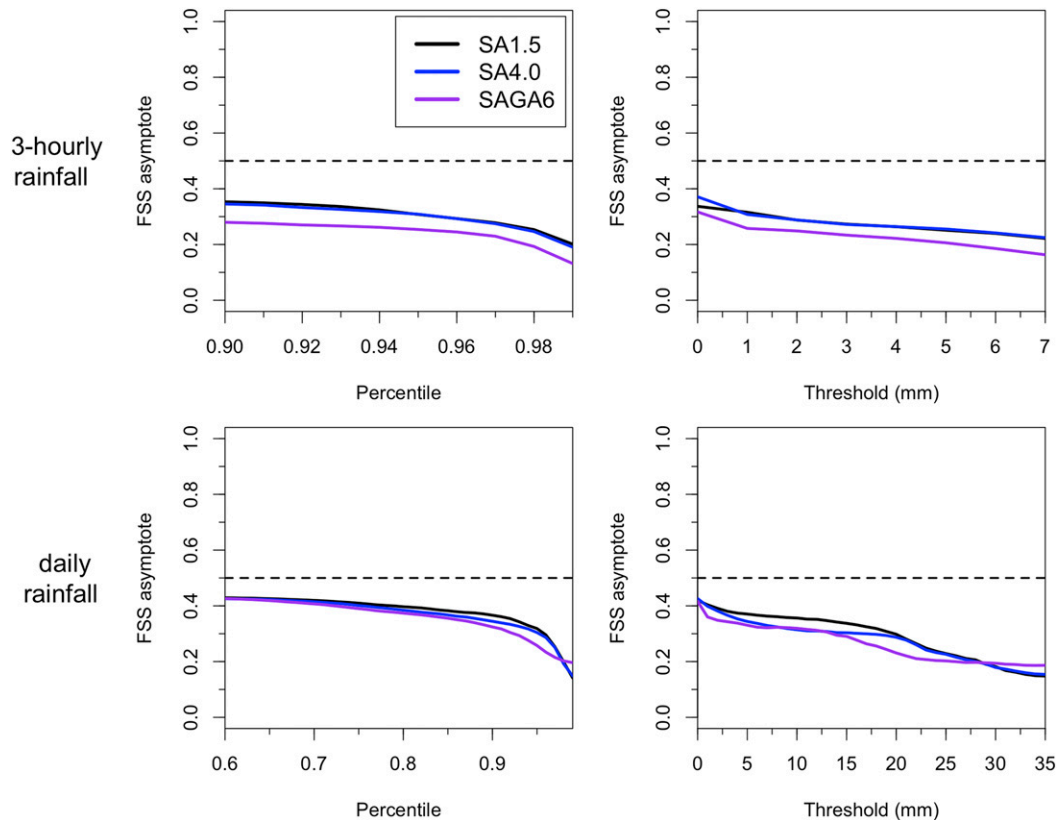 SA1.5
SA4.0
SAGA6
3-hourly
rainfall
FSS asymptote
0.0 0.2 0.4 0.6 0.8 1.0
0.90 0.92 0.94 0.96 0.98
Percentile
FSS asymptote
0.0 0.2 0.4 0.6 0.8 1.0
0 1 2 3 4 5 6 7
Threshold (mm)
daily
rainfall
FSS asymptote
0.0 0.2 0.4 0.6 0.8 1.0
0.6 0.7 0.8 0.9
Percentile
FSS asymptote
0.0 0.2 0.4 0.6 0.8 1.0
0 5 10 15 20 25 30 35
Threshold (mm)